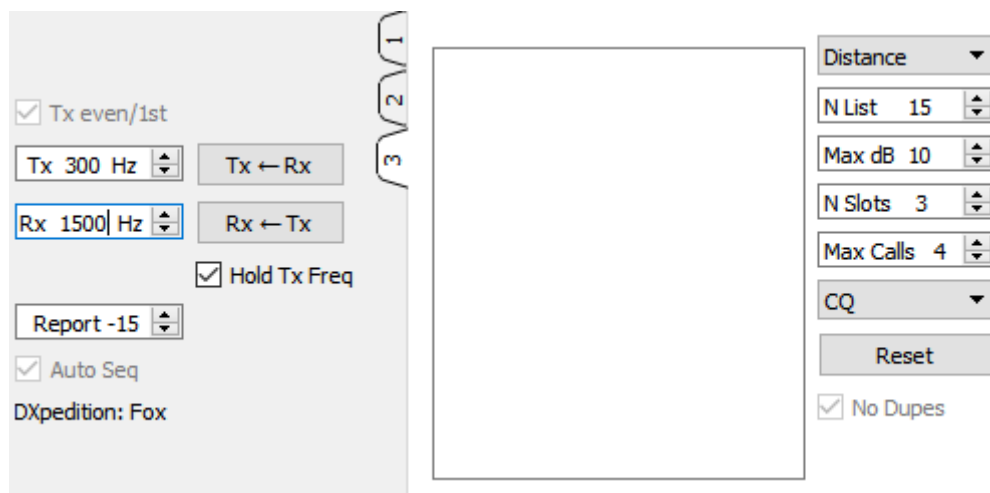 Tx even/1st
Tx 300 Hz
Tx ← Rx
Rx 1500 Hz
Rx ← Tx
Hold Tx Freq
Report -15
Auto Seq
DXpedition: Fox
1
2
3
Distance
N List 15
Max dB 10
N Slots 3
Max Calls 4
CQ
Reset
No Dupes